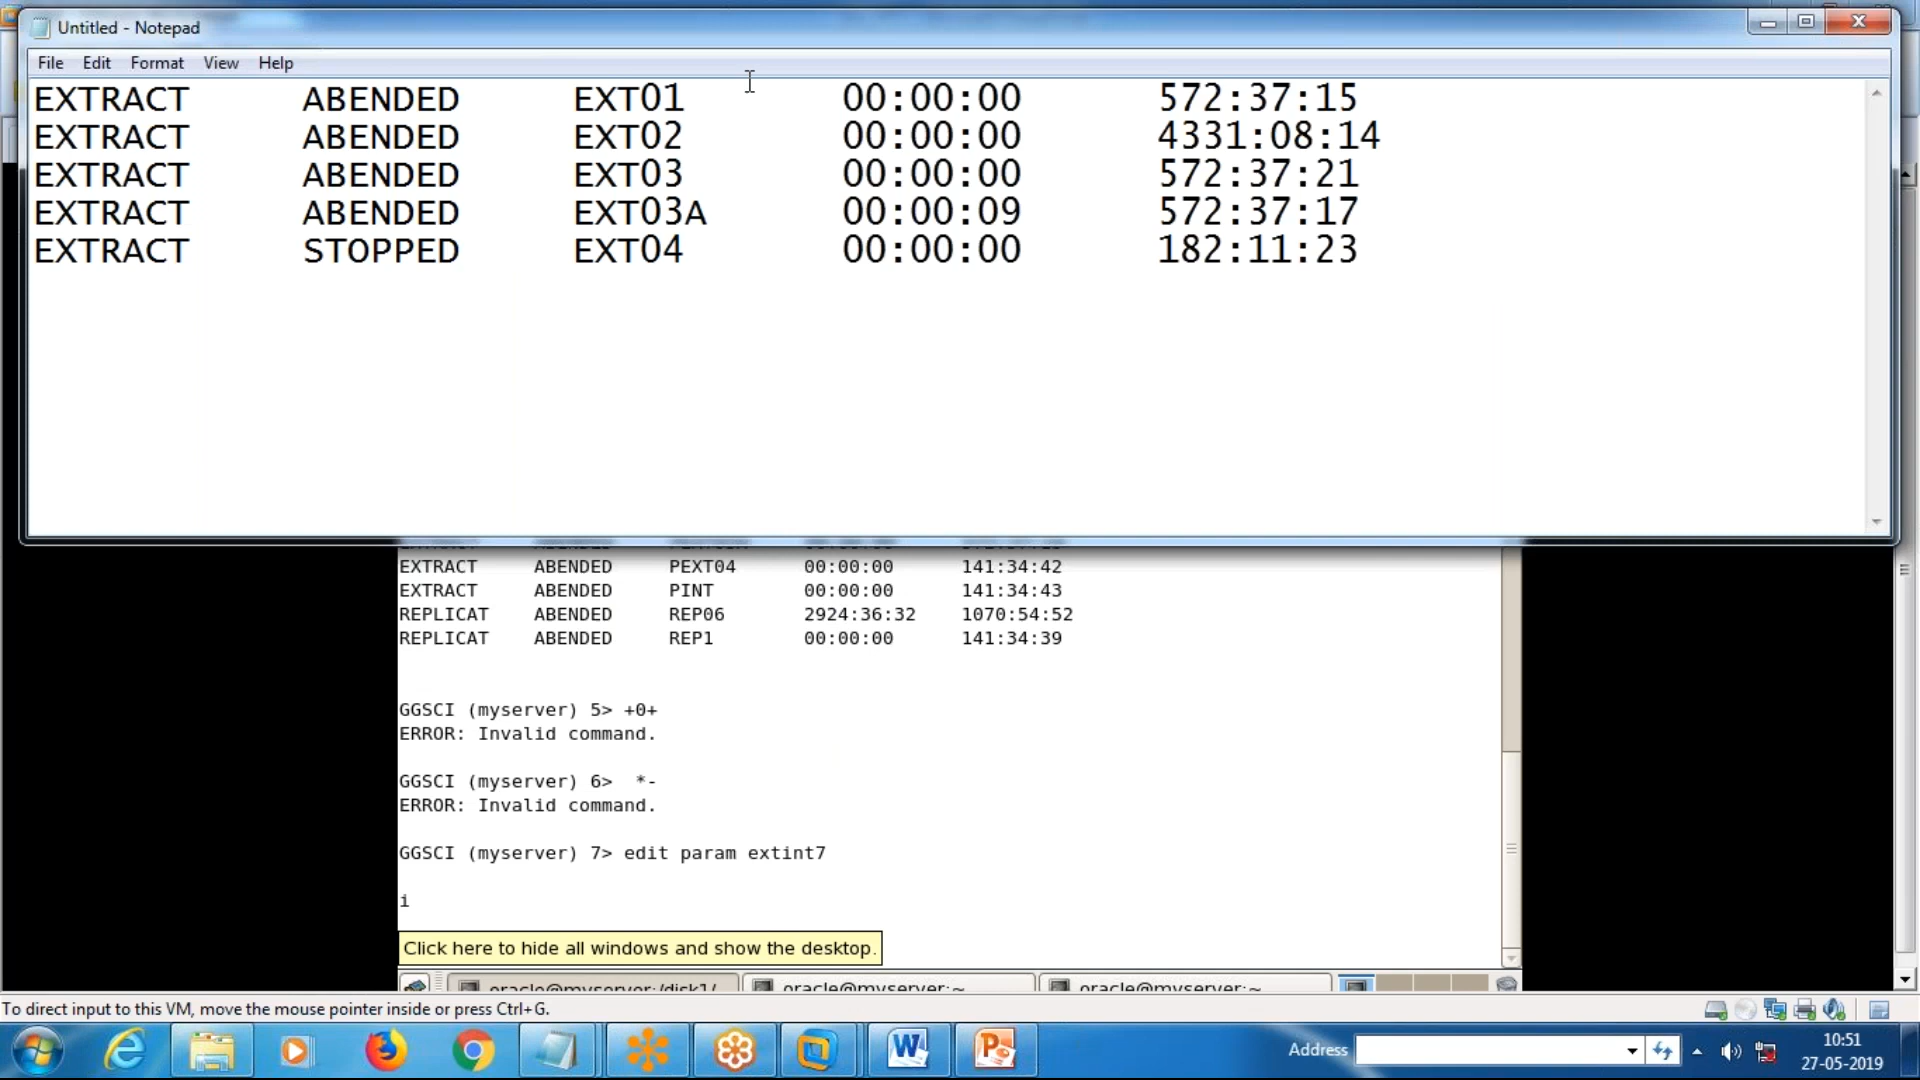 Untitled - Notepad
File Edit Format View Help
EXTRACT ABENDED EXT01 00:00:00 572:37:15
EXTRACT ABENDED EXT02 00:00:00 4331:08:14
EXTRACT ABENDED EXT03 00:00:00 572:37:21
EXTRACT ABENDED EXT03A 00:00:09 572:37:17
EXTRACT STOPPED EXT04 00:00:00 182:11:23
EXTRACT ABENDED PEXT04 00:00:00 141:34:42
EXTRACT ABENDED PINT 00:00:00 141:34:43
REPLICAT ABENDED REP06 2924:36:32 1070:54:52
REPLICAT ABENDED REP1 00:00:00 141:34:39
GGSCI (myserver) 5> +0+
ERROR: Invalid command.
GGSCI (myserver) 6> *-
ERROR: Invalid command.
GGSCI (myserver) 7> edit param extint7
i
Click here to hide all windows and show the desktop.
oracle@myserver:/disk1/ oracle@myserver:~ oracle@myserver:~
To direct input to this VM, move the mouse pointer inside or press Ctrl+G.
Address
10:51
27-05-2019